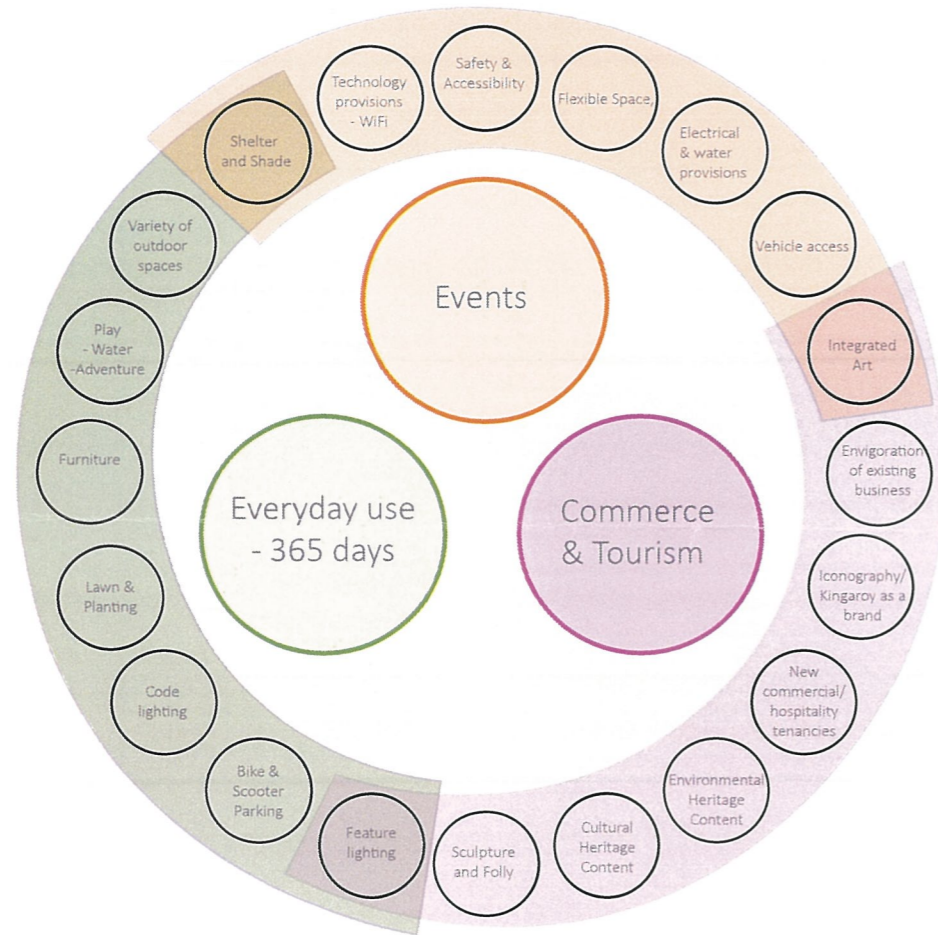 Safety &
Accessibility
Flexible Space,
Electrical
& water
provisions
Vehicle access
Integrated
Art
Envigoration
of existing
business
Iconography/
Kingaroy as a
brand
New
commercial/
hospitality
tenancies
Environmental
Heritage
Content
Cultural
Heritage
Content
Sculpture
and Folly
Feature
lighting
Bike &
Scooter
Parking
Code
lighting
Lawn &
Planting
Furniture
Play
- Water
-Adventure
Variety of
outdoor
spaces
Shelter
and Shade
Technology
provisions
- WiFi
Events
Everyday use
- 365 days
Commerce
& Tourism